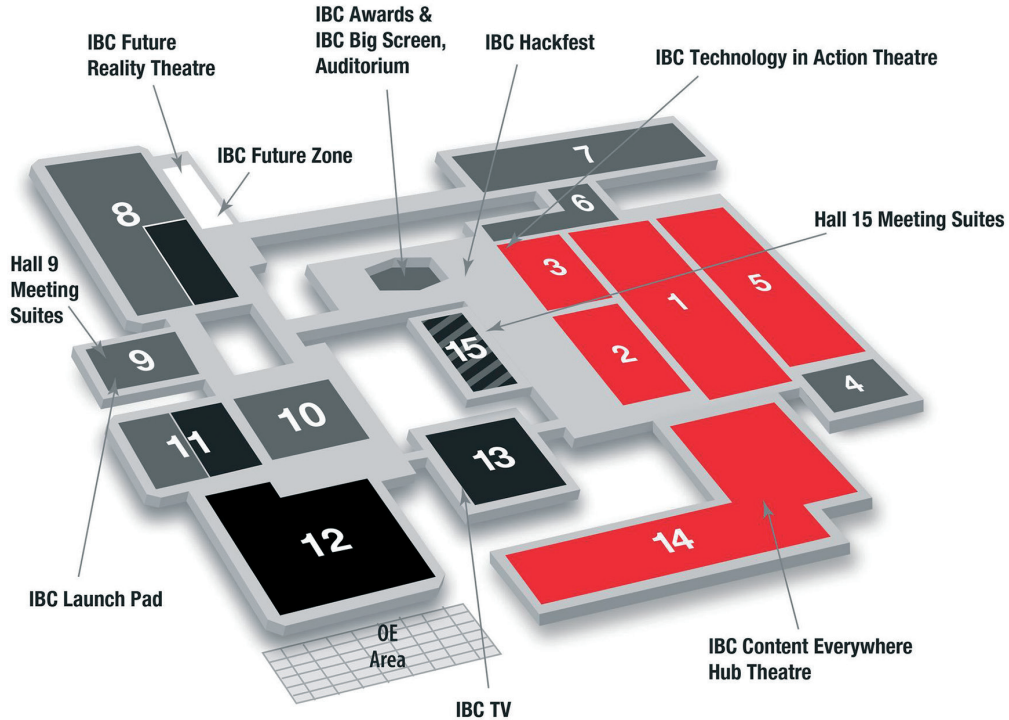 IBC Awards &
IBC Big Screen,
Auditorium
IBC Future
Reality Theatre
IBC Hackfest
IBC Technology in Action Theatre
IBC Future Zone
Hall 15 Meeting Suites
Hall 9
Meeting
Suites
7
8
6
3
5
1
15
2
9
4
10
11
13
12
14
IBC Launch Pad
OE
Area
IBC Content Everywhere
Hub Theatre
IBC TV